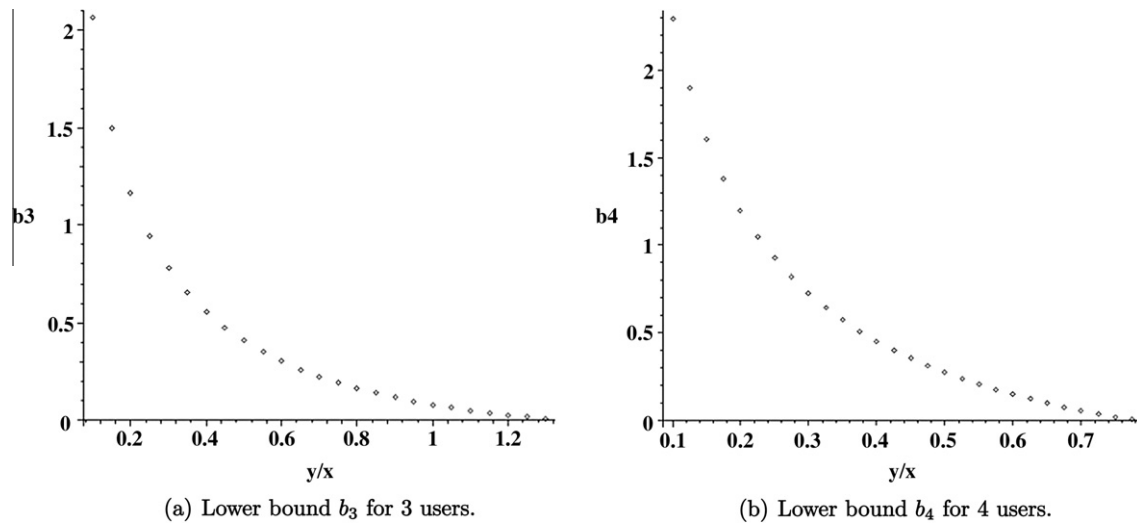 2
1.5
1
b3
0.5
0
0.2 0.4 0.6 0.8 1 1.2
y/x
(a) Lower bound b₃ for 3 users.
2
1.5
1
b4
0.5
0
0.1 0.2 0.3 0.4 0.5 0.6 0.7
y/x
(b) Lower bound b₄ for 4 users.